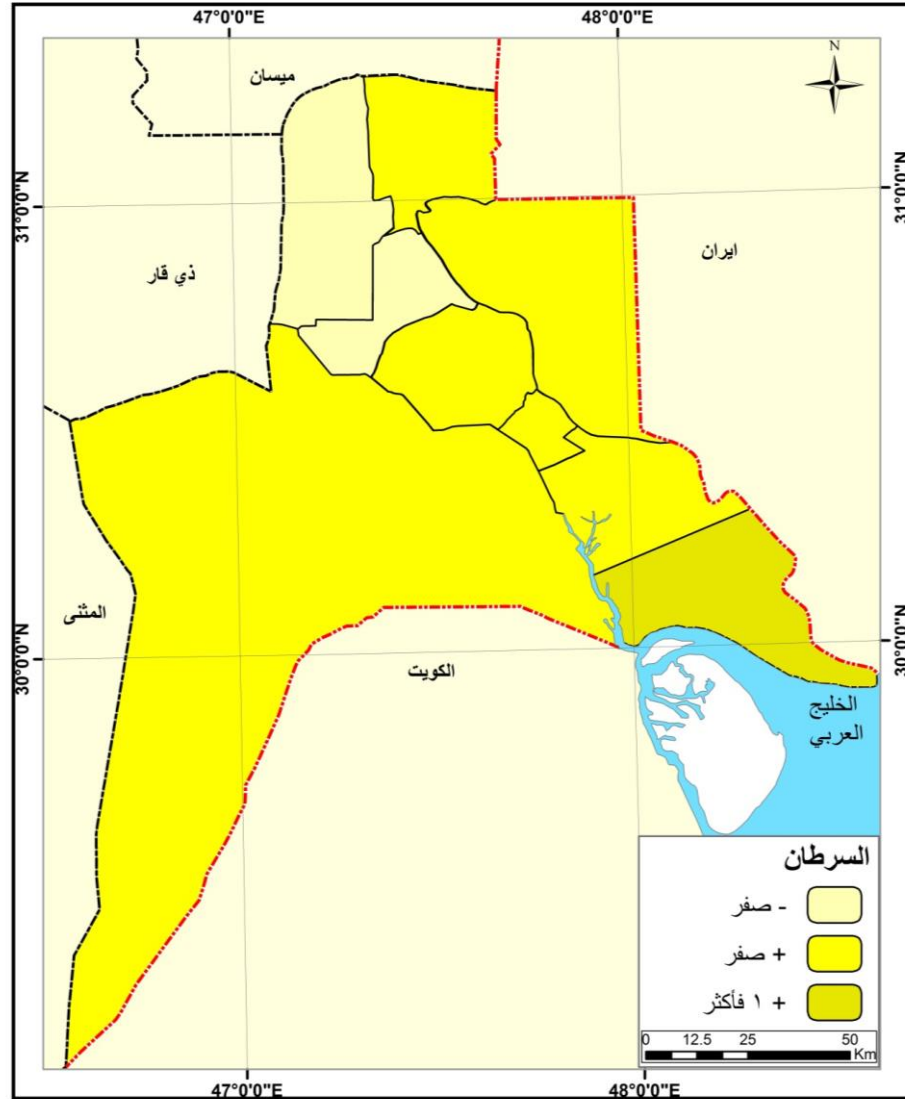 47°0'0"E
48°0'0"E
N
ميسان
31°0'0"N
31°0'0"N
ايران
ذي قار
المثنى
الكويت
30°0'0"N
30°0'0"N
الخليج
العربي
السرطان
- صفر
+ صفر
+ ١ فأكثر
0 12.5 25 50
Km
47°0'0"E
48°0'0"E